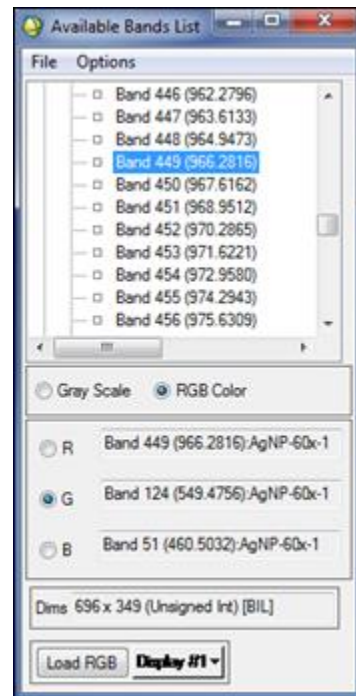 Available Bands List
File Options
Band 446 (962.2796)
Band 447 (963.6133)
Band 448 (964.9473)
Band 449 (966.2816)
Band 450 (967.6162)
Band 451 (968.9512)
Band 452 (970.2865)
Band 453 (971.6221)
Band 454 (972.9580)
Band 455 (974.2943)
Band 456 (975.6309)
Gray Scale RGB Color
R Band 449 (966.2816):AgNP-60x-1
G Band 124 (549.4756):AgNP-60x-1
B Band 51 (460.5032):AgNP-60x-1
Dims 696 x 349 (Unsigned Int) [BIL]
Load RGB Display #1